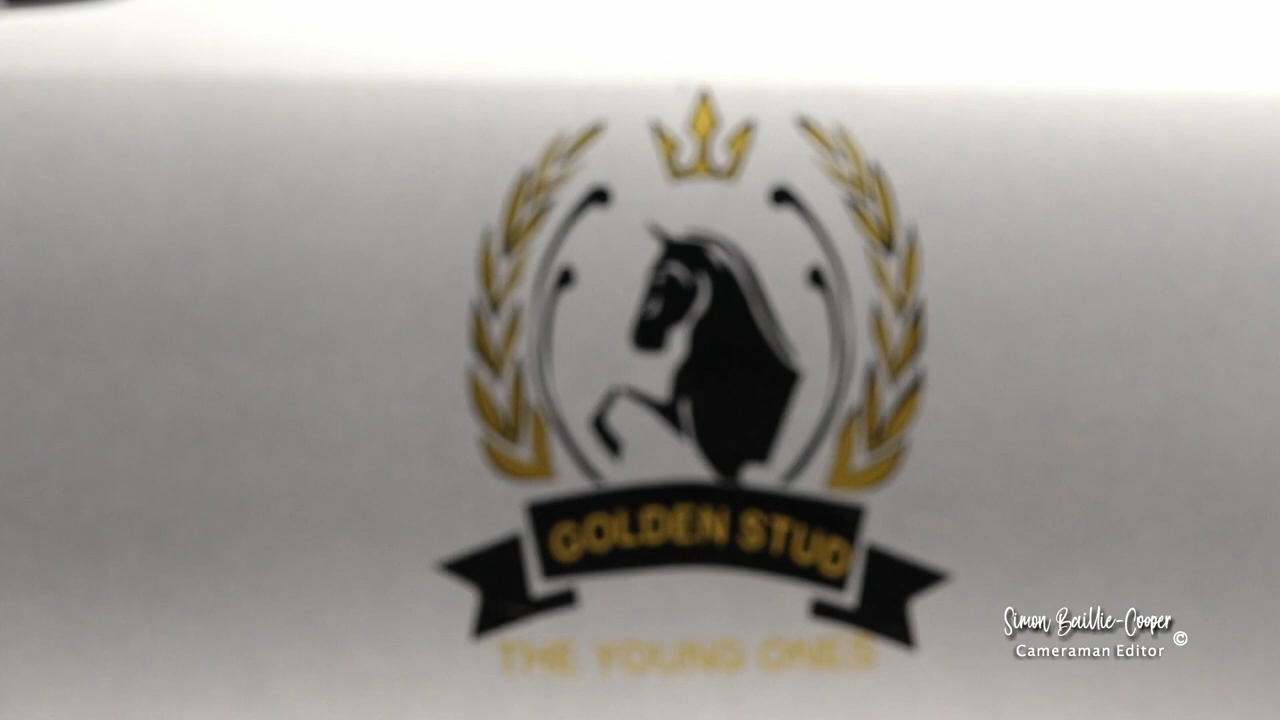 GOLDEN STUD
THE YOUNG ONES
Simon Baillie-Cooper
Cameraman Editor ©